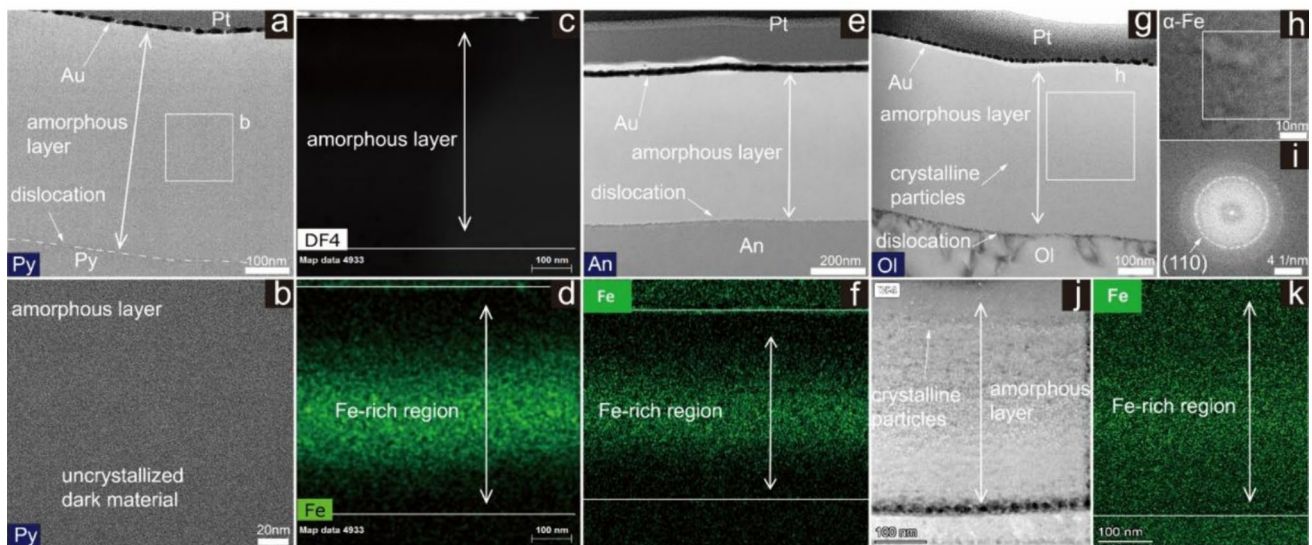 Pt
a
Au
amorphous
layer
b
dislocation
Py
Py
100nm
c
amorphous layer
DF4
Map data 4933
100 nm
e
Pt
Au
amorphous layer
dislocation
An
An
200nm
g
Pt
Au
h
amorphous layer
crystalline
particles
dislocation
Ol
Ol
100nm
α-Fe
h
10nm
i
(110)
4 1/nm
b
amorphous layer
uncrystallized
dark material
Py
20nm
d
Fe-rich region
Fe
Map data 4933
100 nm
Fe
f
Fe-rich region
j
crystalline
particles
amorphous
layer
100 nm
Fe
k
Fe-rich region
100 nm